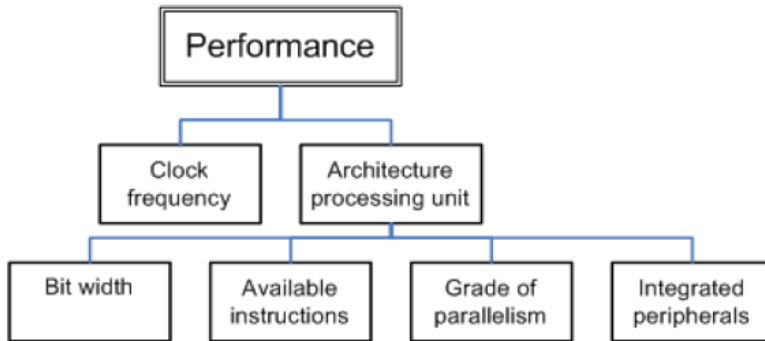 Performance
Clock
frequency
Architecture
processing unit
Bit width
Available
instructions
Grade of
parallelism
Integrated
peripherals